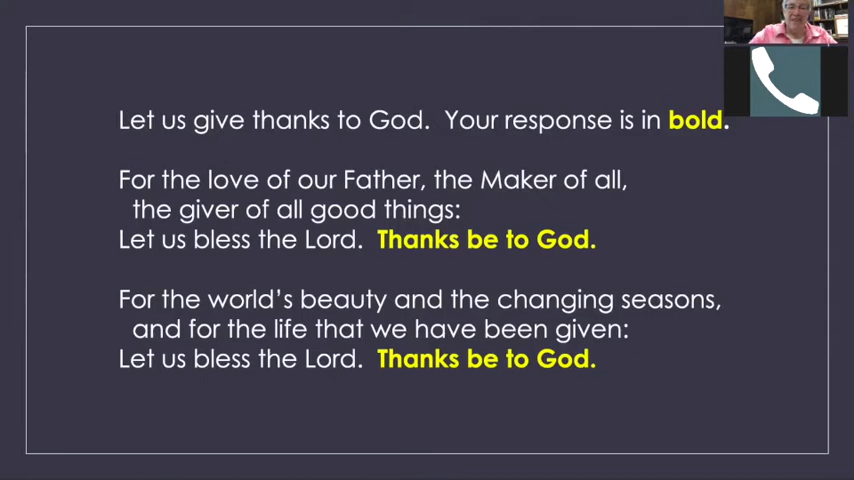 Let us give thanks to God. Your response is in bold.
For the love of our Father, the Maker of all,
the giver of all good things:
Let us bless the Lord. Thanks be to God.
For the world's beauty and the changing seasons,
and for the life that we have been given:
Let us bless the Lord. Thanks be to God.